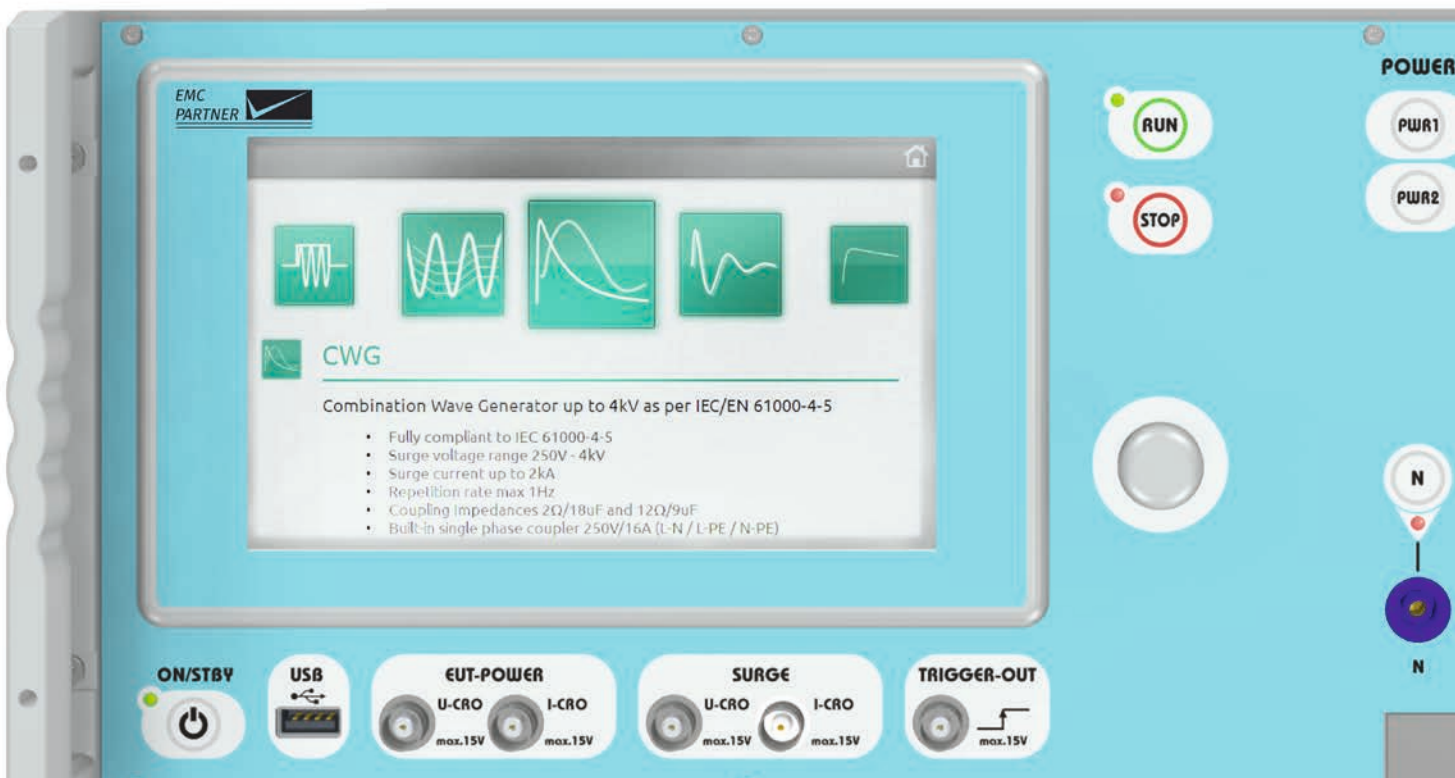 EMC
PARTNER
POWER
RUN
PWR1
STOP
PWR2
CWG
Combination Wave Generator up to 4kV as per IEC/EN 61000-4-5
• Fully compliant to IEC 61000-4-5
• Surge voltage range 250V - 4kV
• Surge current up to 2kA
• Repetition rate max 1Hz
• Coupling Impedances 2Ω/18uF and 12Ω/9uF
• Built-in single phase coupler 250V/16A (L-N / L-PE / N-PE)
N
N
ON/STBY
USB
EUT-POWER
U-CRO
I-CRO
max.15V
max.15V
SURGE
U-CRO
I-CRO
max.15V
max.15V
TRIGGER-OUT
max.15V